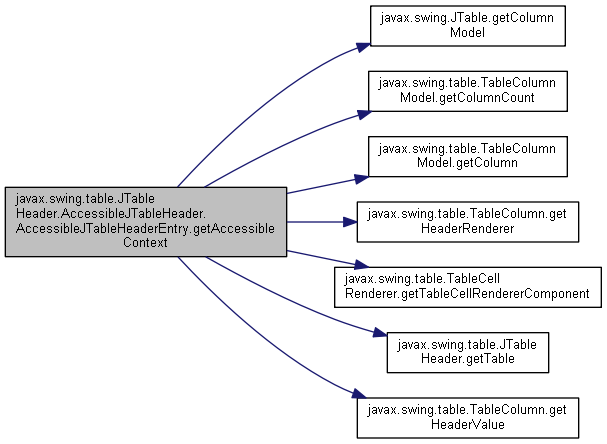 javax.swing.JTable.getColumn
Model
javax.swing.table.TableColumn
Model.getColumnCount
javax.swing.table.TableColumn
Model.getColumn
javax.swing.table.JTable
Header.AccessibleJTableHeader.
AccessibleJTableHeaderEntry.getAccessible
Context
javax.swing.table.TableColumn.get
HeaderRenderer
javax.swing.table.TableCell
Renderer.getTableCellRendererComponent
javax.swing.table.JTable
Header.getTable
javax.swing.table.TableColumn.get
HeaderValue